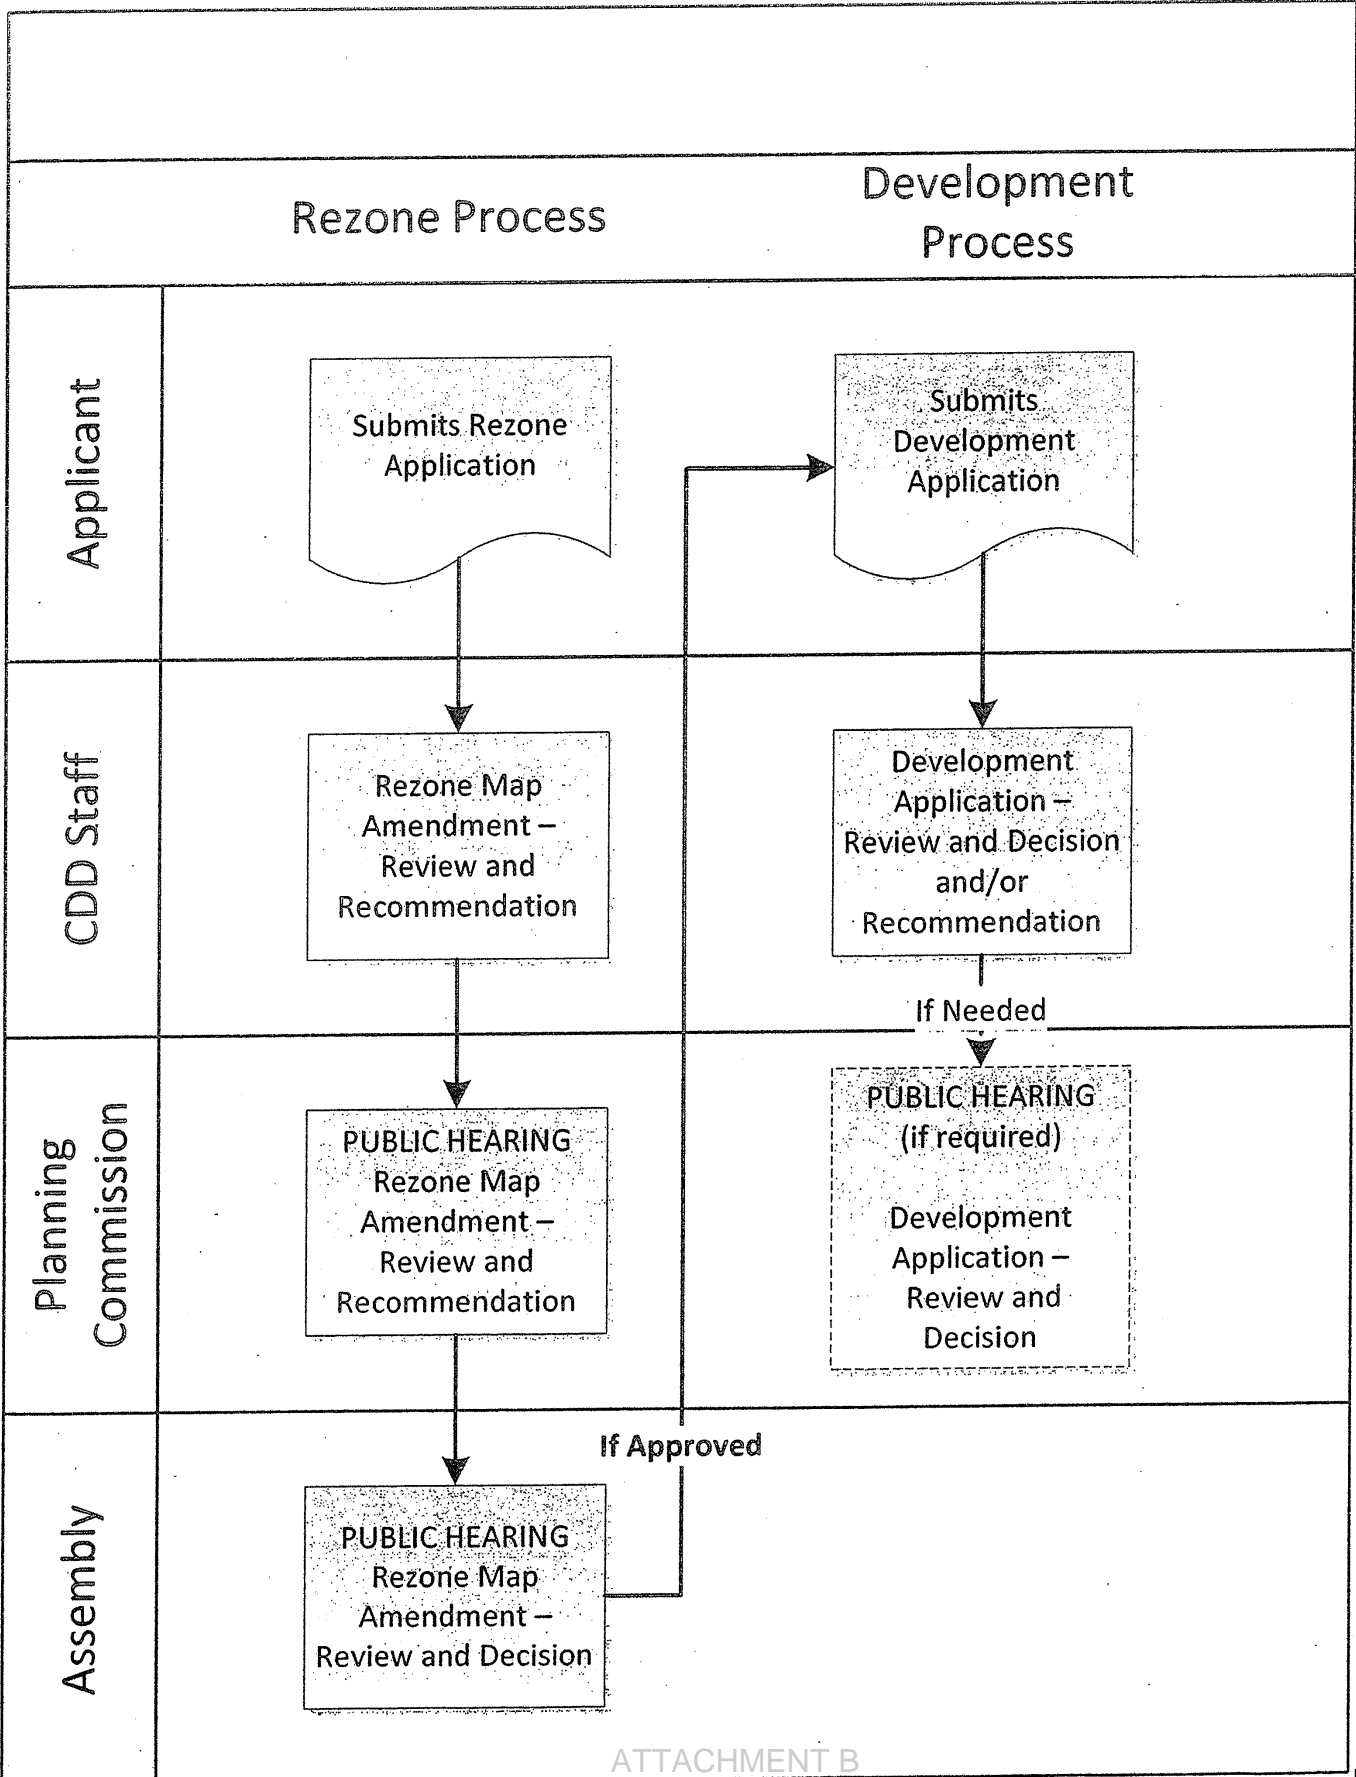 Rezone Process
Development
Process
Applicant
Submits Rezone
Application
Submits
Development
Application
CDD Staff
Rezone Map
Amendment –
Review and
Recommendation
Development
Application –
Review and Decision
and/or
Recommendation
If Needed
Planning
Commission
PUBLIC HEARING
Rezone Map
Amendment –
Review and
Recommendation
PUBLIC HEARING
(if required)
Development
Application –
Review and
Decision
If Approved
Assembly
PUBLIC HEARING
Rezone Map
Amendment –
Review and Decision
ATTACHMENT B